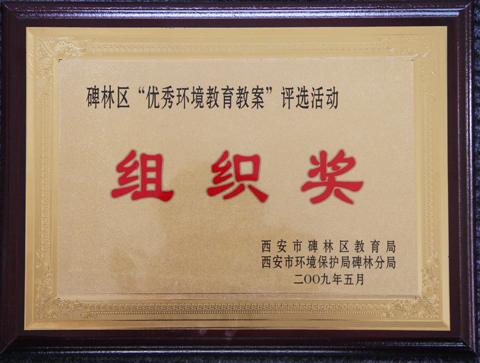 碑林区“优秀环境教育教案”评选活动
组织奖
西安市碑林区教育局
西安市环境保护局碑林分局
二〇〇九年五月